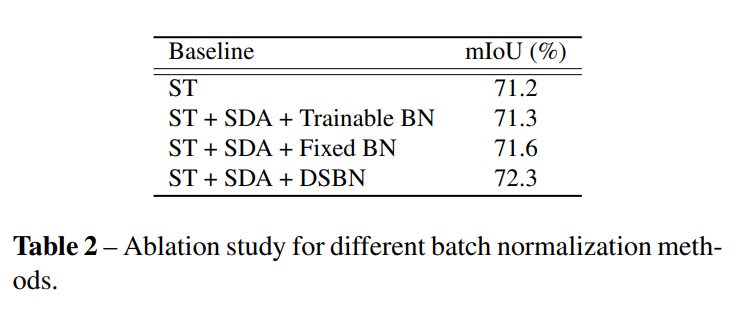 Baseline mIoU (%)
ST 71.2
ST + SDA + Trainable BN 71.3
ST + SDA + Fixed BN 71.6
ST + SDA + DSBN 72.3
Table 2 – Ablation study for different batch normalization meth-
ods.